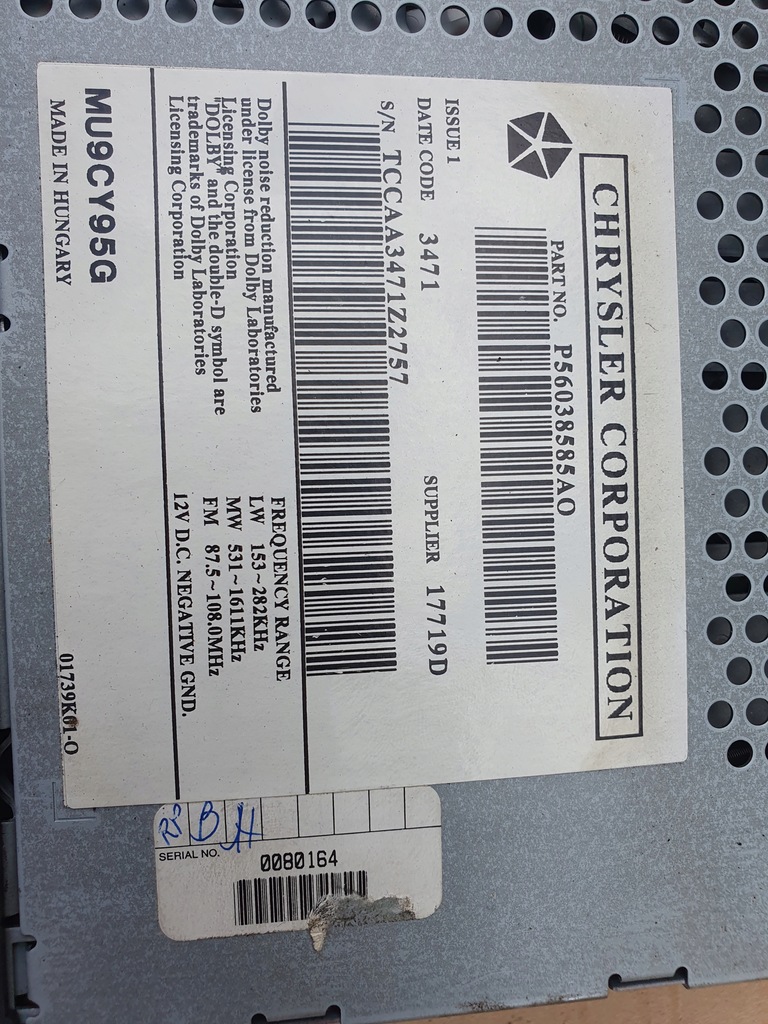 CHRYSLER CORPORATION
PART NO. P56038585AO
ISSUE 1
DATE CODE 3471 SUPPLIER 17719D
S/N TCCAA3471Z2757
Dolby noise reduction manufactured
under license from Dolby Laboratories
Licensing Corporation
"DOLBY" and the double-D symbol are
trademarks of Dolby Laboratories
Licensing Corporation
FREQUENCY RANGE
LW 153~282KHz
MW 531~1611KHz
FM 87.5~108.0MHz
12V D.C. NEGATIVE GND.
MU9CY95G
MADE IN HUNGARY
01739K01-O
B H
SERIAL NO. 0080164